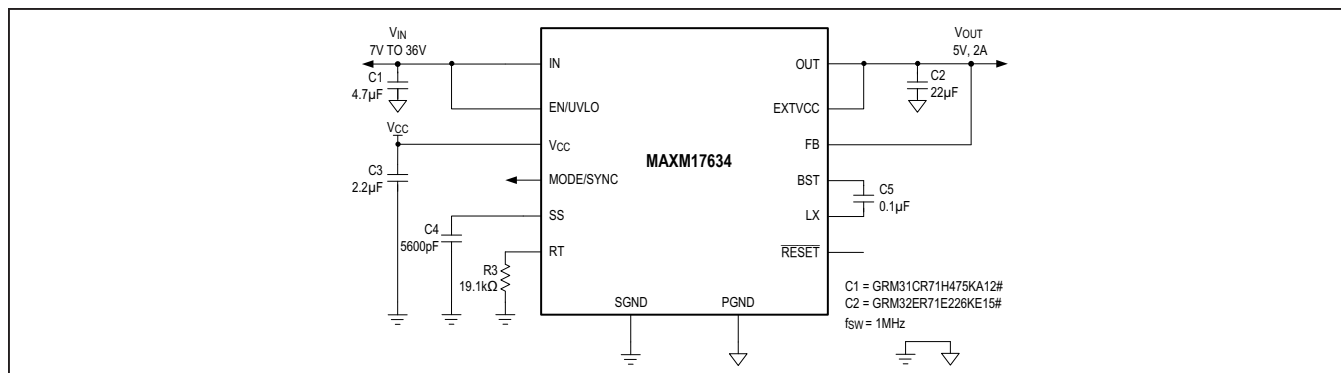 VIN
7V TO 36V
C1
4.7µF
VCC
C3
2.2µF
C4
5600pF
R3
19.1kΩ
IN
EN/UVLO
VCC
MODE/SYNC
SS
RT
MAXM17634
SGND
PGND
OUT
EXTVCC
FB
BST
LX
RESET
VOUT
5V, 2A
C2
22µF
C5
0.1µF
C1 = GRM31CR71H475KA12#
C2 = GRM32ER71E226KE15#
fSW = 1MHz